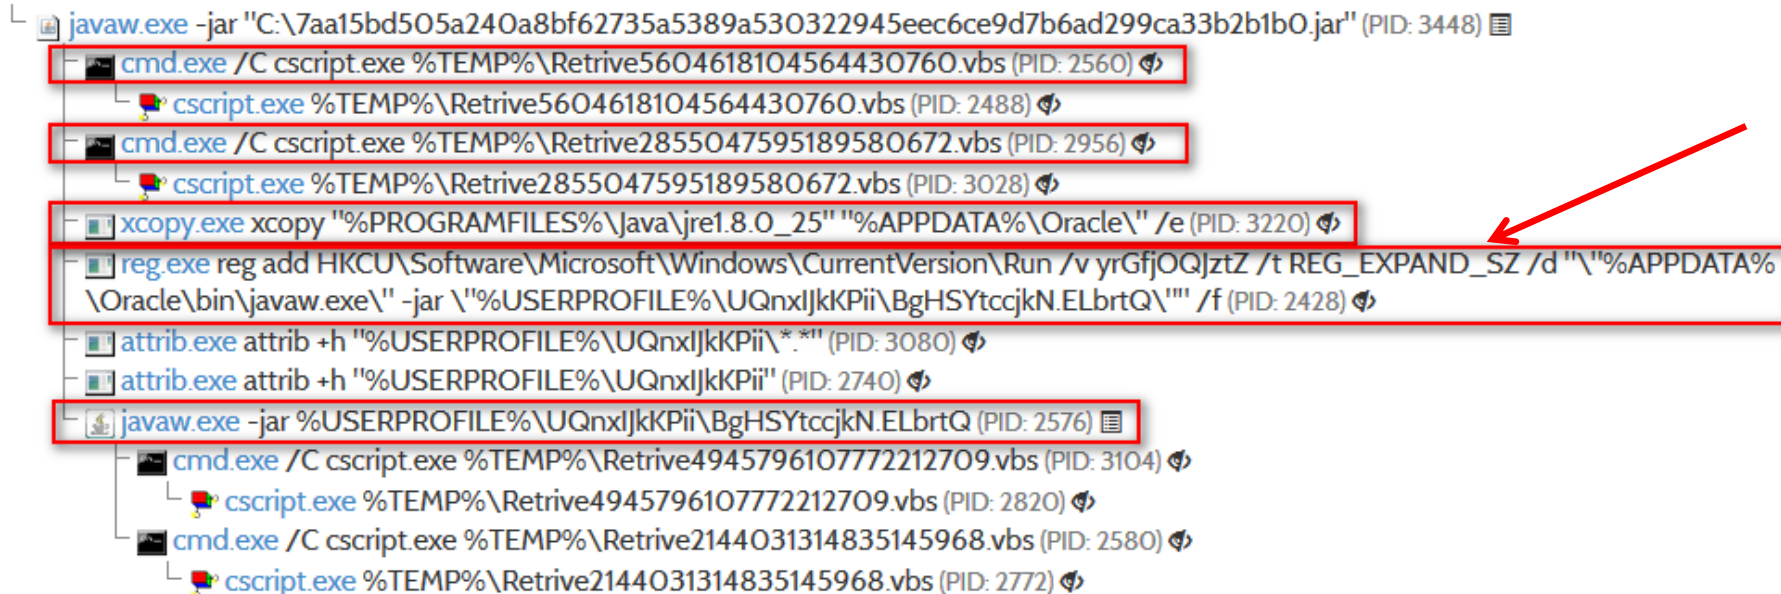 javaw.exe -jar "C:\7aa15bd505a240a8bf62735a5389a530322945eec6ce9d7b6ad299ca33b2b1b0.jar" (PID: 3448)
cmd.exe /C cscript.exe %TEMP%\Retrive5604618104564430760.vbs (PID: 2560)
cscript.exe %TEMP%\Retrive5604618104564430760.vbs (PID: 2488)
cmd.exe /C cscript.exe %TEMP%\Retrive2855047595189580672.vbs (PID: 2956)
cscript.exe %TEMP%\Retrive2855047595189580672.vbs (PID: 3028)
xcopy.exe xcopy "%PROGRAMFILES%\Java\jre1.8.0_25" "%APPDATA%\Oracle\" /e (PID: 3220)
reg.exe reg add HKCU\Software\Microsoft\Windows\CurrentVersion\Run /v yrGfjOQJztZ /t REG_EXPAND_SZ /d "\"%APPDATA%
\Oracle\bin\javaw.exe\" -jar \"%USERPROFILE%\UQnxIJkKPii\BgHSYtccjkN.ELbrtQ\"" /f (PID: 2428)
attrib.exe attrib +h "%USERPROFILE%\UQnxIJkKPii\*.*" (PID: 3080)
attrib.exe attrib +h "%USERPROFILE%\UQnxIJkKPii" (PID: 2740)
javaw.exe -jar %USERPROFILE%\UQnxIJkKPii\BgHSYtccjkN.ELbrtQ (PID: 2576)
cmd.exe /C cscript.exe %TEMP%\Retrive4945796107772212709.vbs (PID: 3104)
cscript.exe %TEMP%\Retrive4945796107772212709.vbs (PID: 2820)
cmd.exe /C cscript.exe %TEMP%\Retrive2144031314835145968.vbs (PID: 2580)
cscript.exe %TEMP%\Retrive2144031314835145968.vbs (PID: 2772)